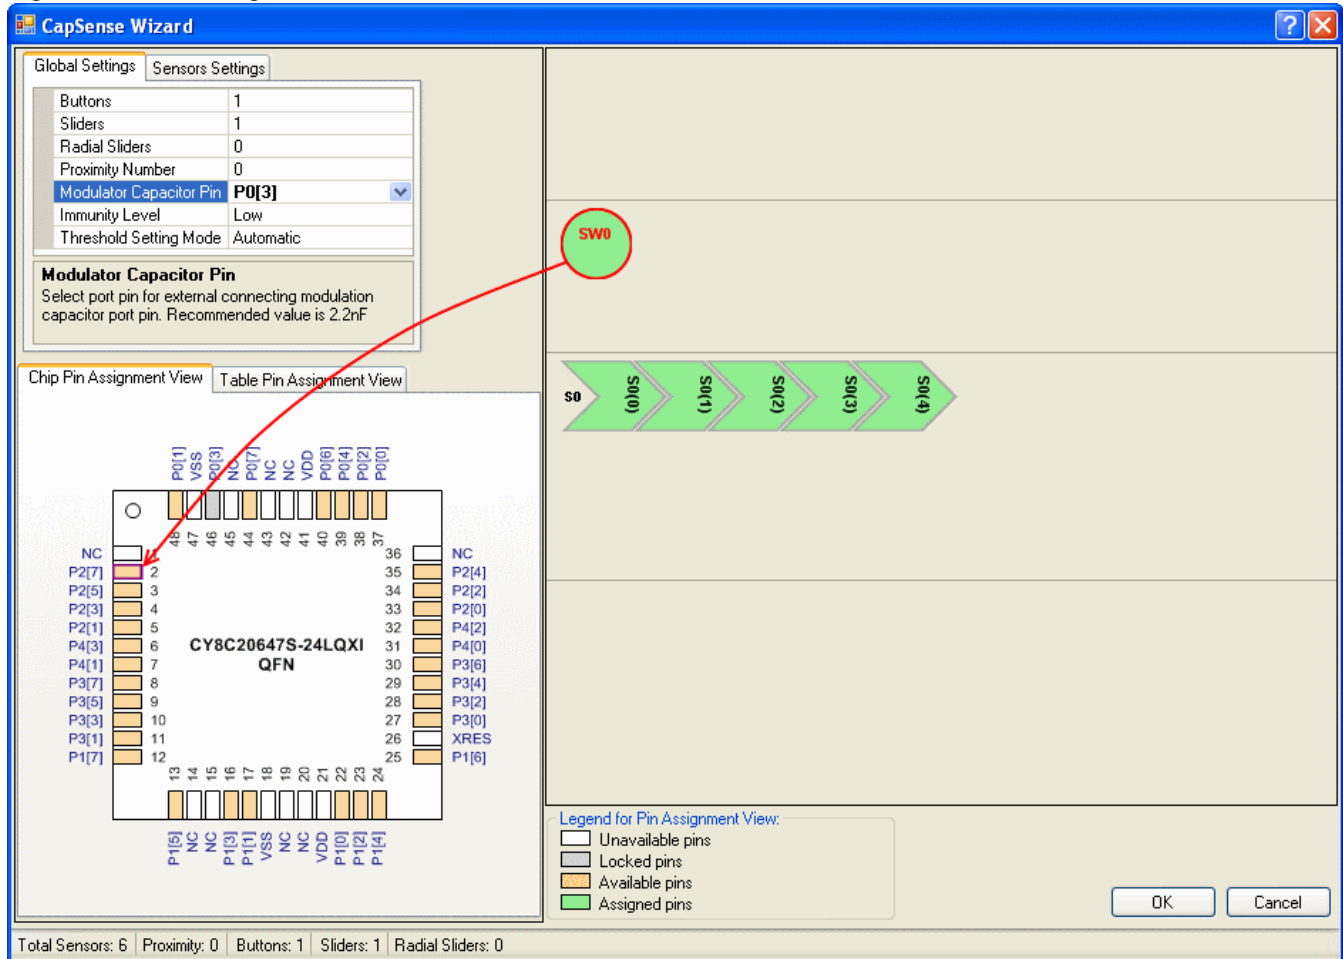 CapSense Wizard
Global Settings Sensors Settings
Buttons 1
Sliders 1
Radial Sliders 0
Proximity Number 0
Modulator Capacitor Pin P0[3]
Immunity Level Low
Threshold Setting Mode Automatic
Modulator Capacitor Pin
Select port pin for external connecting modulation
capacitor port pin. Recommended value is 2.2nF
Chip Pin Assignment View Table Pin Assignment View
P0[1] VSS P0[3] NC P0[7] NC NC VDD P0[6] P0[4] P0[2] P0[0]
48 47 46 45 44 43 42 41 40 39 38 37
NC 1 36 NC
P2[7] 2 35 P2[4]
P2[5] 3 34 P2[2]
P2[3] 4 33 P2[0]
P2[1] 5 32 P4[2]
P4[3] 6 CY8C20647S-24LQXI 31 P4[0]
P4[1] 7 QFN 30 P3[6]
P3[7] 8 29 P3[4]
P3[5] 9 28 P3[2]
P3[3] 10 27 P3[0]
P3[1] 11 26 XRES
P1[7] 12 25 P1[6]
13 14 15 16 17 18 19 20 21 22 23 24
P1[5] NC NC P1[3] P1[1] VSS NC NC VDD P1[0] P1[2] P1[4]
SW0
S0 S0(0) S0(1) S0(2) S0(3) S0(4)
Legend for Pin Assignment View:
Unavailable pins
Locked pins
Available pins
Assigned pins
OK Cancel
Total Sensors: 6 Proximity: 0 Buttons: 1 Sliders: 1 Radial Sliders: 0